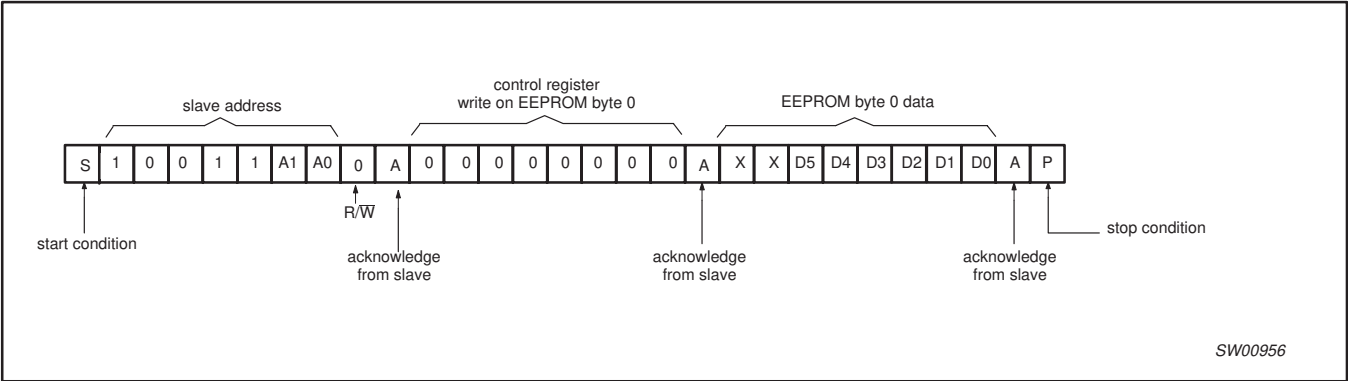 control register
slave address write on EEPROM byte 0 EEPROM byte 0 data
S 1 0 0 1 1 A1 A0 0 A 0 0 0 0 0 0 0 0 A X X D5 D4 D3 D2 D1 D0 A P
R/W̅
start condition stop condition
acknowledge acknowledge acknowledge
from slave from slave from slave
SW00956